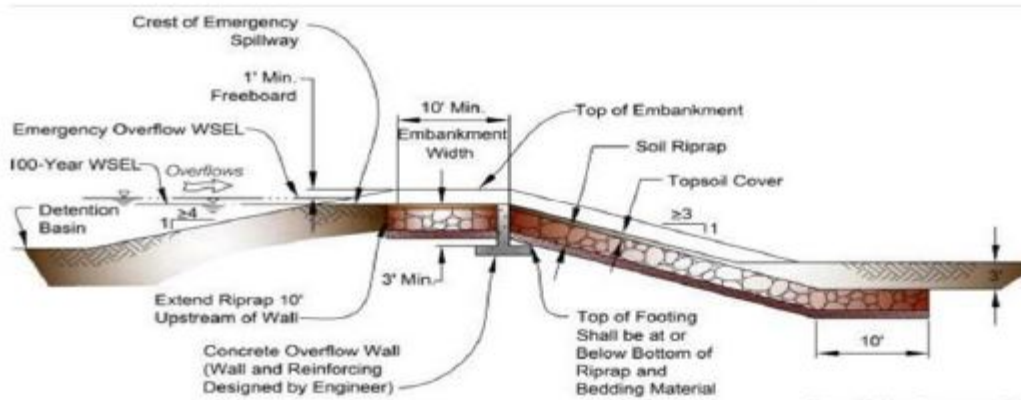 Crest of Emergency
Spillway
1' Min.
Freeboard
10' Min.
Embankment
Width
Top of Embankment
Emergency Overflow WSEL
Soil Riprap
100-Year WSEL
Overflows
Topsoil Cover
Detention
Basin
≥4
1
≥3
1
3' Min.
3'
Extend Riprap 10'
Upstream of Wall
Top of Footing
Shall be at or
Below Bottom of
Riprap and
Bedding Material
10'
Concrete Overflow Wall
(Wall and Reinforcing
Designed by Engineer)